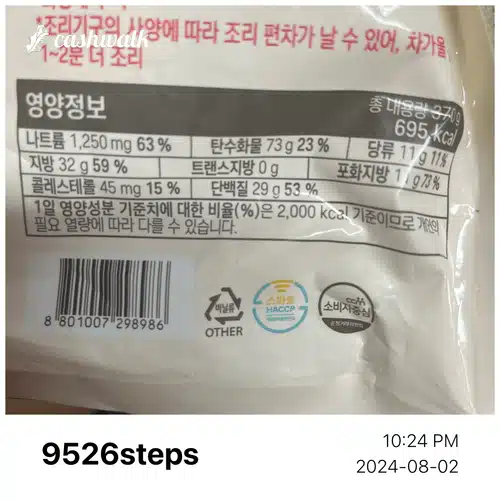 cashwalk
*조리기구의 사양에 따라 조리 편차가 날 수 있어, 차가울
1~2분 더 조리
영양정보
총 내용량 370g
695 kcal
나트륨 1,250 mg 63 % 탄수화물 73 g 23 % 당류 11 g 11 %
지방 32 g 59 % 트랜스지방 0 g 포화지방 11 g 73 %
콜레스테롤 45 mg 15 % 단백질 29 g 53 %
1일 영양성분 기준치에 대한 비율(%)은 2,000 kcal 기준이므로 개인의
필요 열량에 따라 다를 수 있습니다.
8 801007 298986
비닐류
OTHER
스마트
HACCP
CCM
소비자중심
9526steps
10:24 PM
2024-08-02